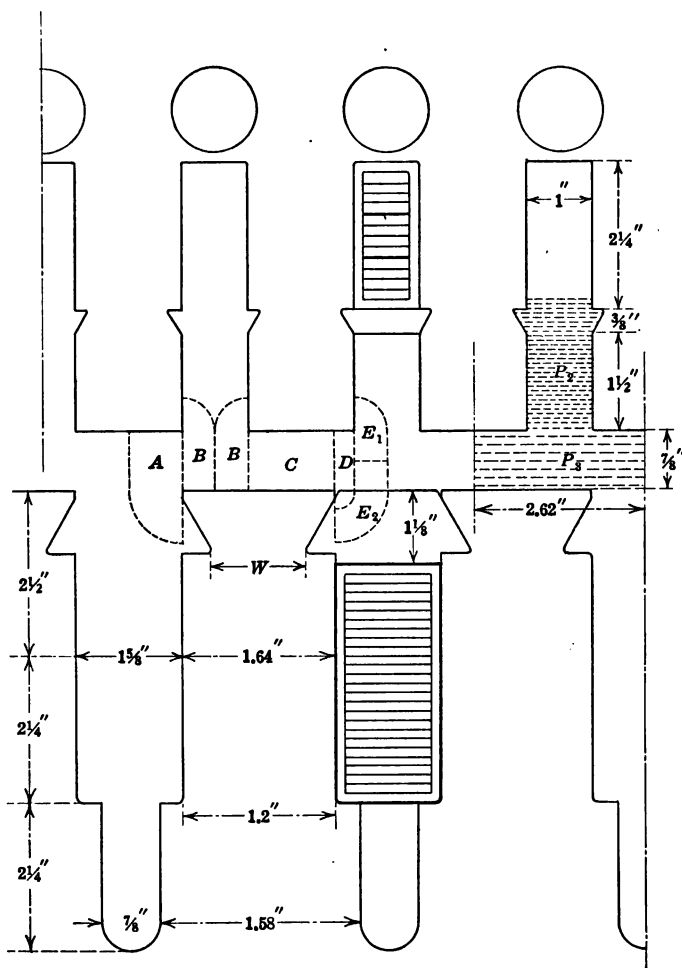 1″
2¼″
⅜″
P₂
1½″
E₁
A
B
B
C
D
P₃
⅞″
E₂
1⅛″
2.62″
W
2½″
1⅝″
1.64″
2¼″
1.2″
2¼″
⅞″
1.58″